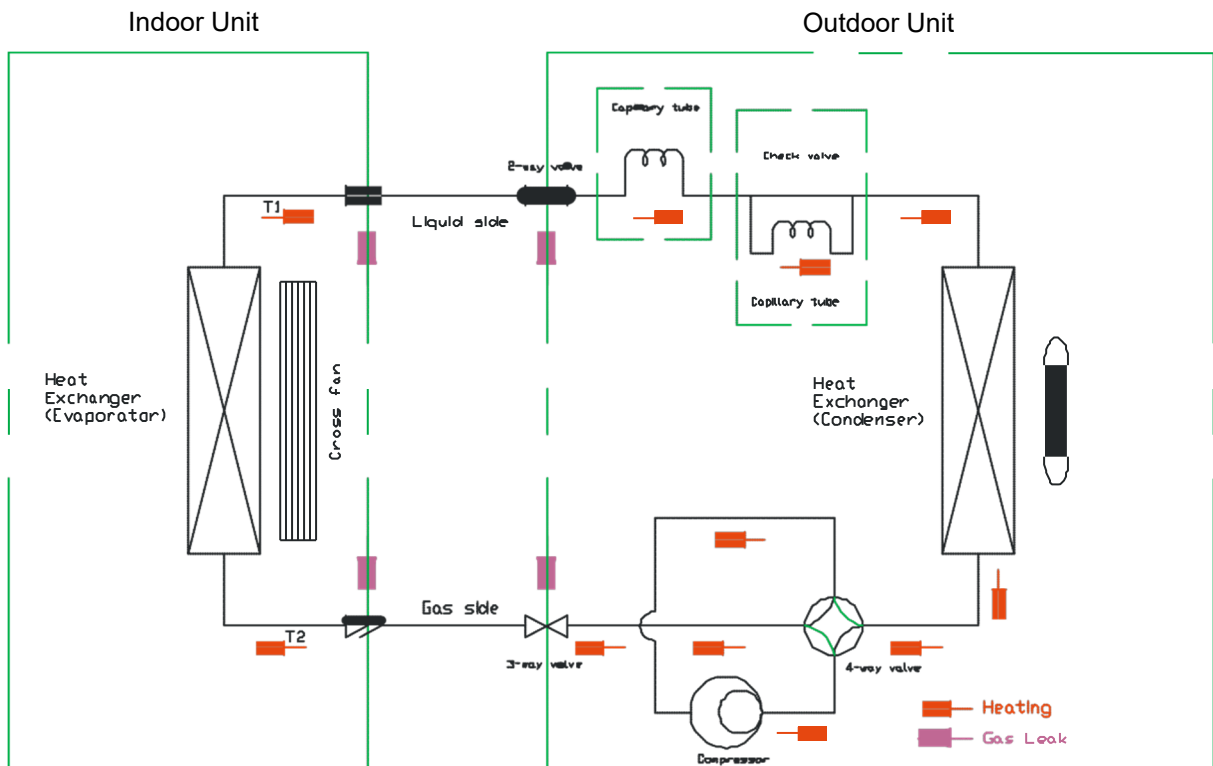 Indoor Unit
Outdoor Unit
Capillary tube
Check valve
2-way valve
T1
Liquid side
Capillary tube
Heat
Exchanger
(Evaporator)
Cross fan
Heat
Exchanger
(Condenser)
Gas side
T2
3-way valve
4-way valve
Compressor
Heating
Gas Leak